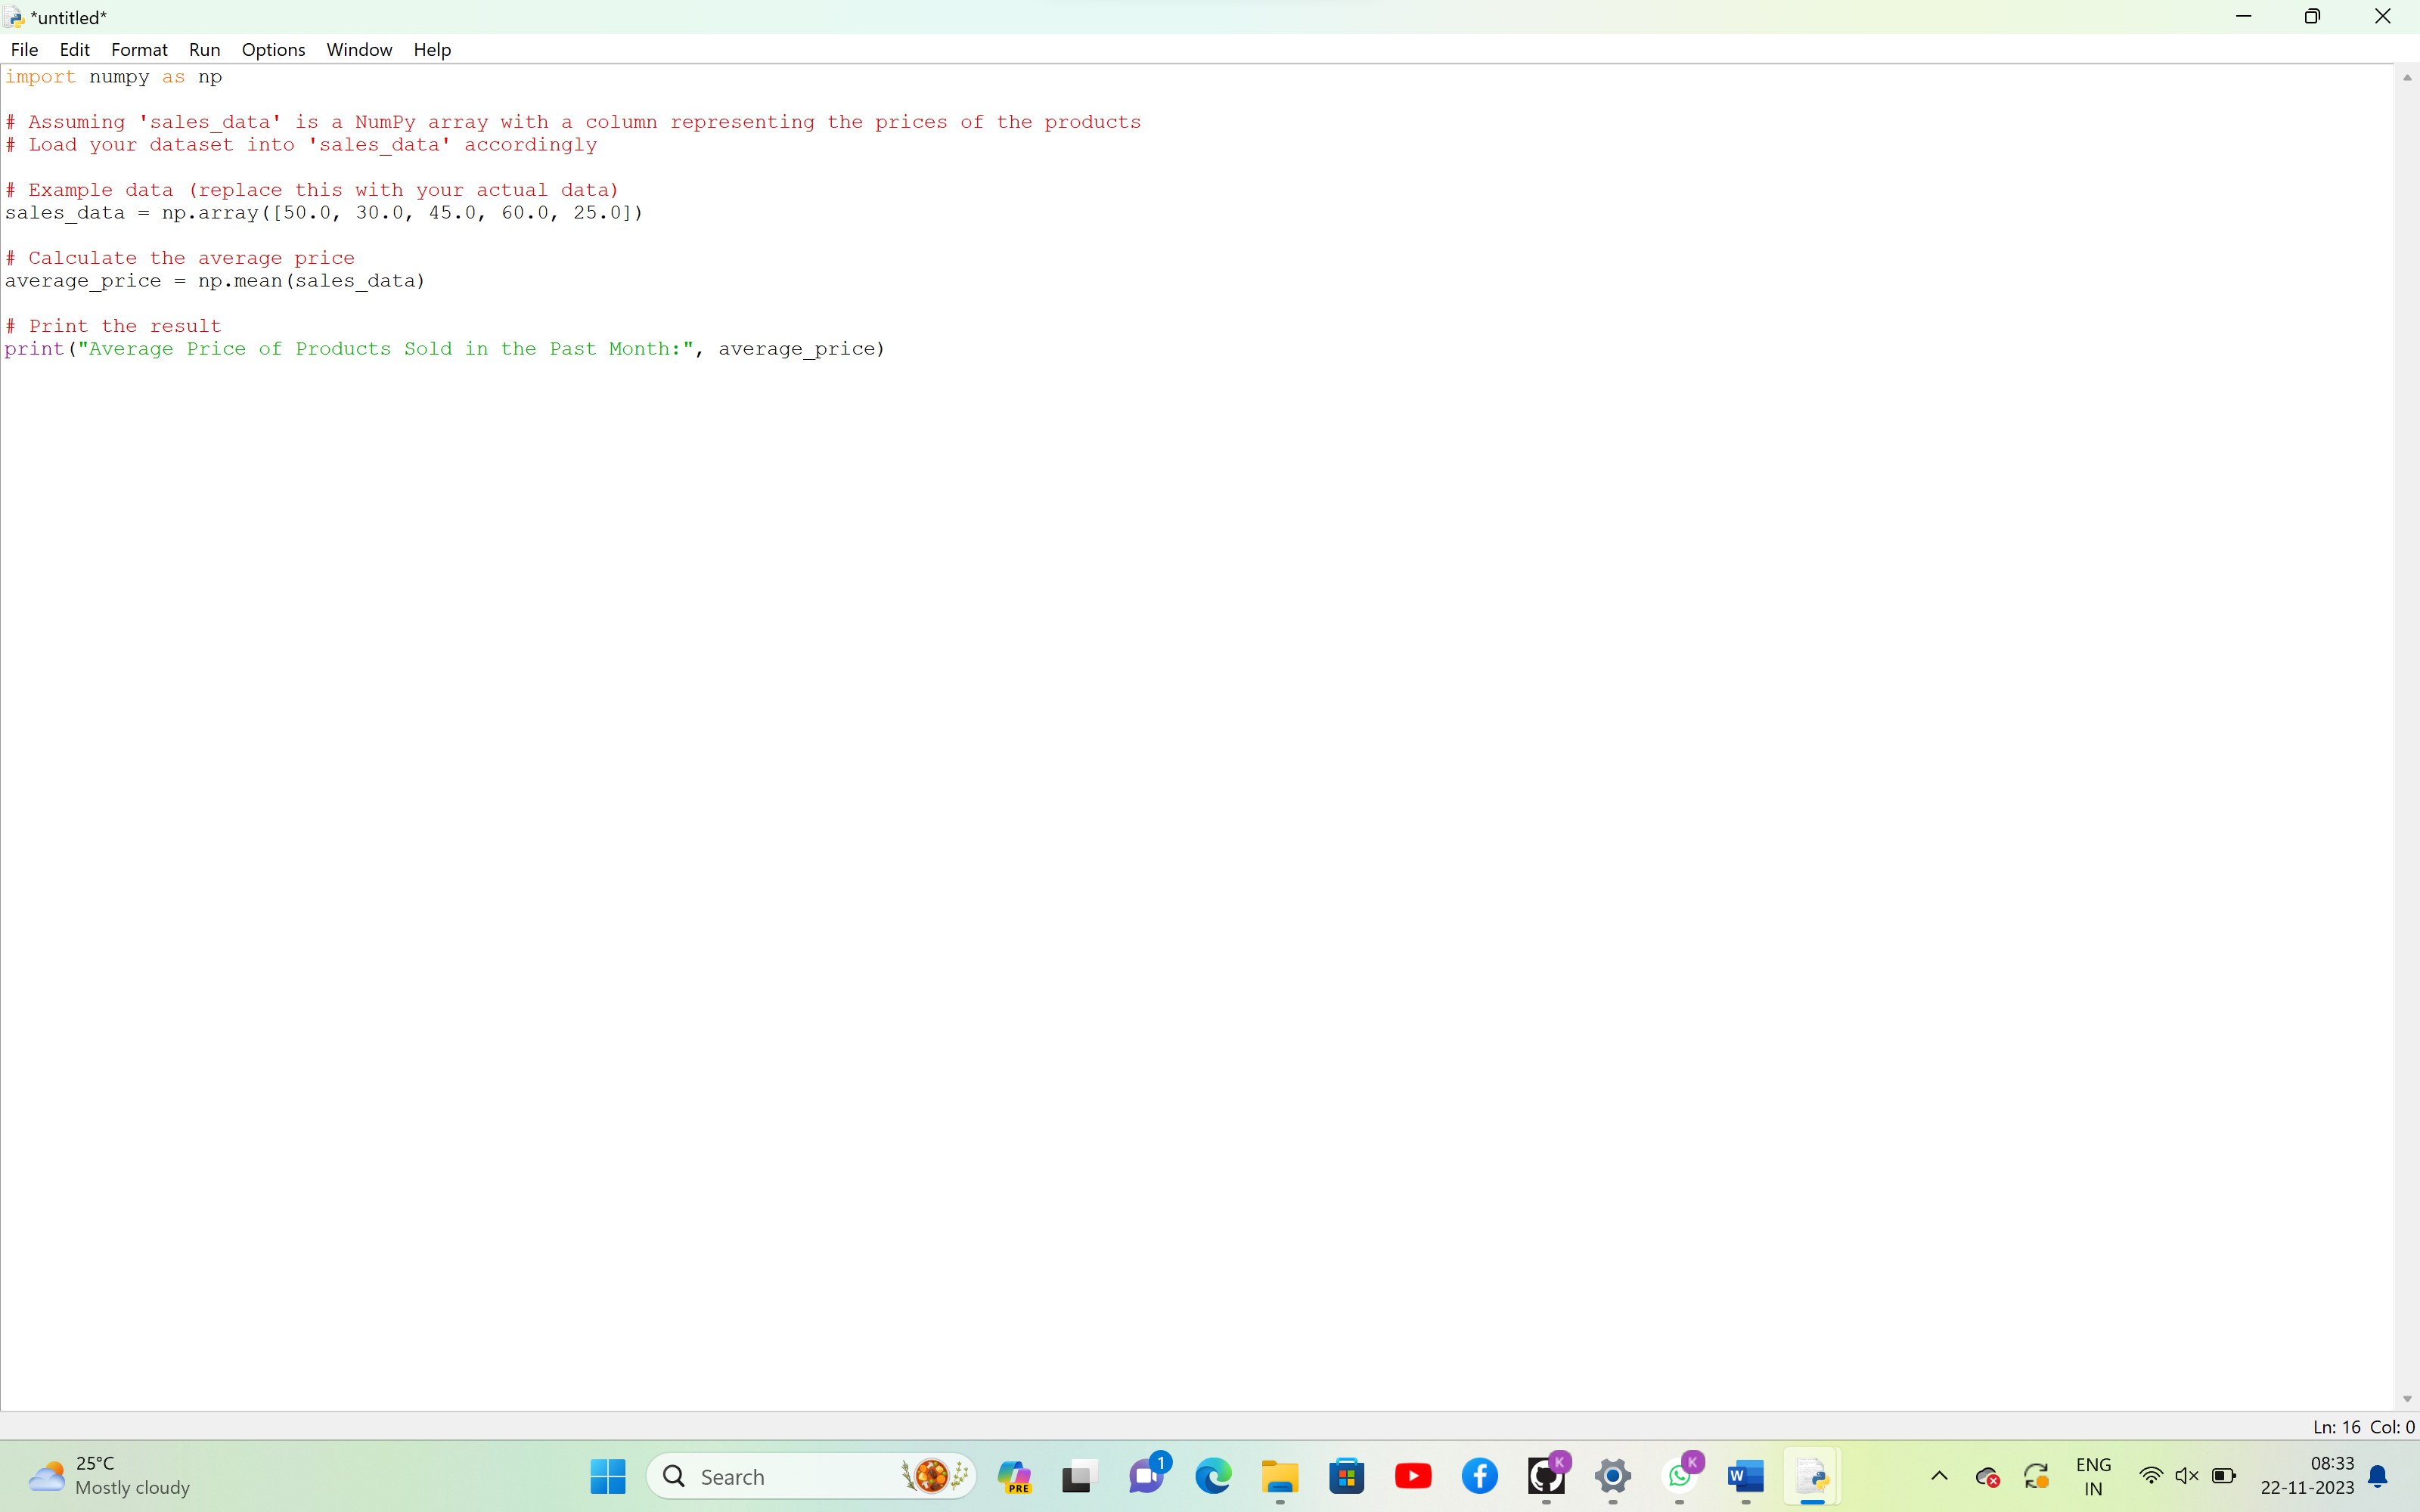 *untitled*
File Edit Format Run Options Window Help
import numpy as np
# Assuming 'sales_data' is a NumPy array with a column representing the prices of the products
# Load your dataset into 'sales_data' accordingly
# Example data (replace this with your actual data)
sales_data = np.array([50.0, 30.0, 45.0, 60.0, 25.0])
# Calculate the average price
average_price = np.mean(sales_data)
# Print the result
print("Average Price of Products Sold in the Past Month:", average_price)
Ln: 16 Col: 0
25°C
Mostly cloudy
Search
PRE
1
K
K
W
ENG
IN
08:33
22-11-2023